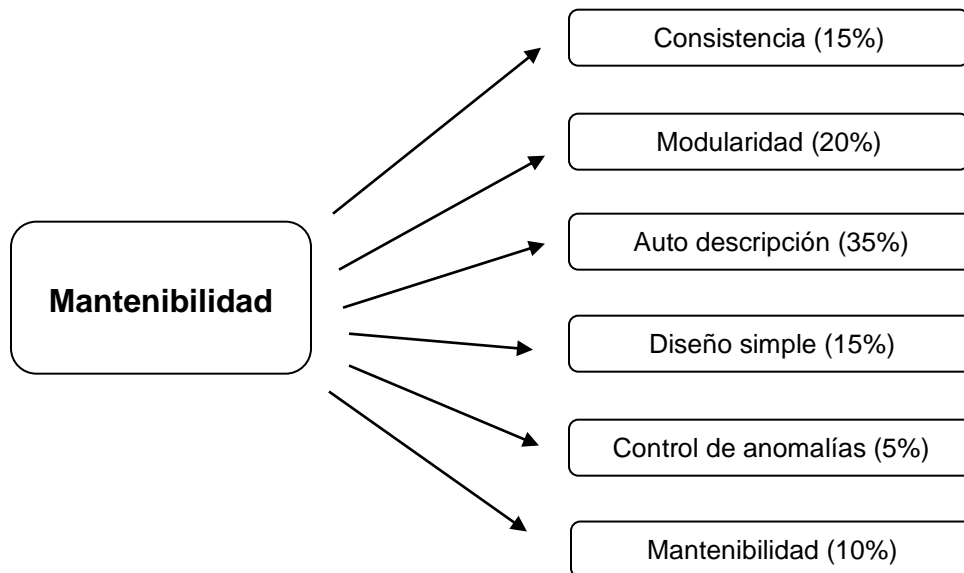 Consistencia (15%)
Modularidad (20%)
Auto descripción (35%)
Mantenibilidad
Diseño simple (15%)
Control de anomalías (5%)
Mantenibilidad (10%)